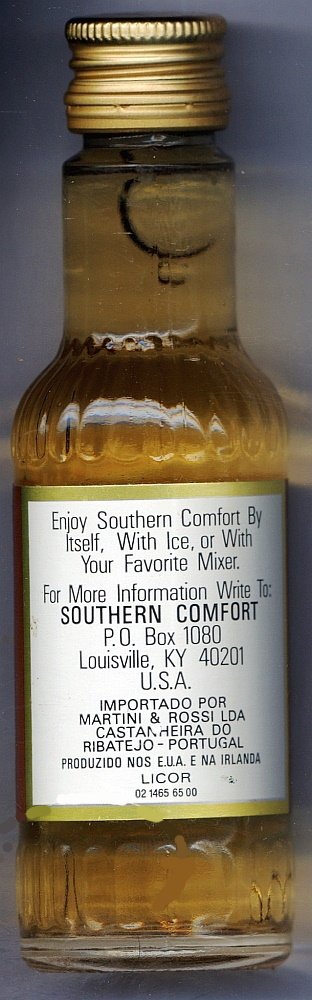 Enjoy Southern Comfort By
Itself, With Ice, or With
Your Favorite Mixer.
For More Information Write To:
SOUTHERN COMFORT
P.O. Box 1080
Louisville, KY 40201
U.S.A.
IMPORTADO POR
MARTINI & ROSSI LDA
CASTANHEIRA DO
RIBATEJO - PORTUGAL
PRODUZIDO NOS E.U.A. E NA IRLANDA
LICOR
02 1465 65 00